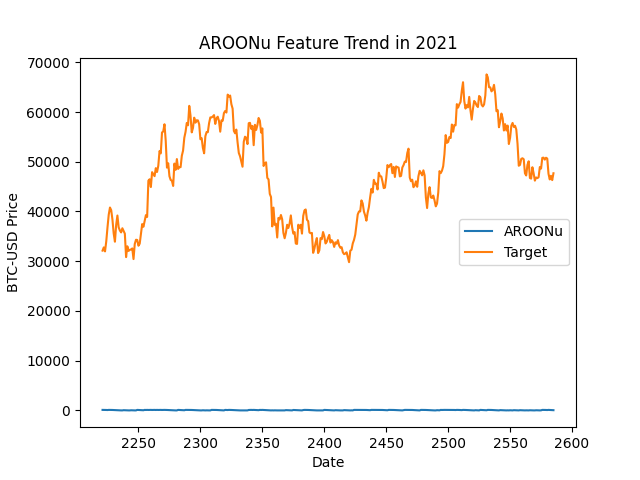 AROONu Feature Trend in 2021
BTC-USD Price
70000
60000
50000
40000
30000
20000
10000
0
AROONu
Target
2250 2300 2350 2400 2450 2500 2550 2600
Date